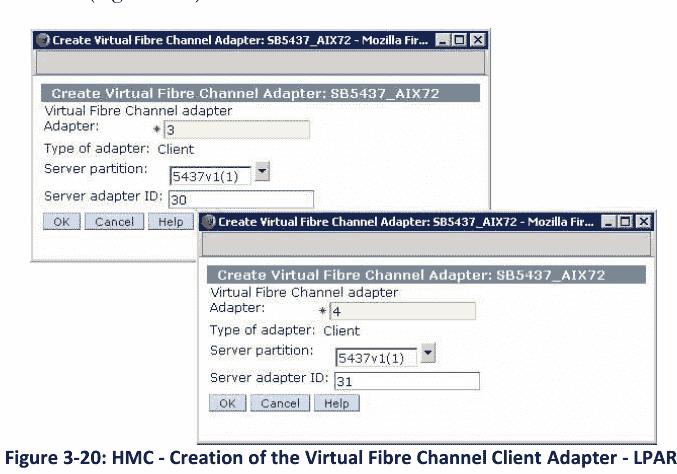 Create Virtual Fibre Channel Adapter: SB5437_AIX72 - Mozilla Fir...
Create Virtual Fibre Channel Adapter: SB5437_AIX72
Virtual Fibre Channel adapter
Adapter: * 3
Type of adapter: Client
Server partition: 5437v1(1)
Server adapter ID: 30
OK Cancel Help
Create Virtual Fibre Channel Adapter: SB5437_AIX72 - Mozilla Fir...
Create Virtual Fibre Channel Adapter: SB5437_AIX72
Virtual Fibre Channel adapter
Adapter: * 4
Type of adapter: Client
Server partition: 5437v1(1)
Server adapter ID: 31
OK Cancel Help
Figure 3-20: HMC - Creation of the Virtual Fibre Channel Client Adapter - LPAR